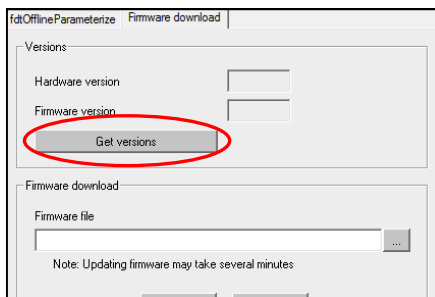 fdtOfflineParameterize Firmware download
Versions
Hardware version
Firmware version
Get versions
Firmware download
Firmware file
...
Note: Updating firmware may take several minutes